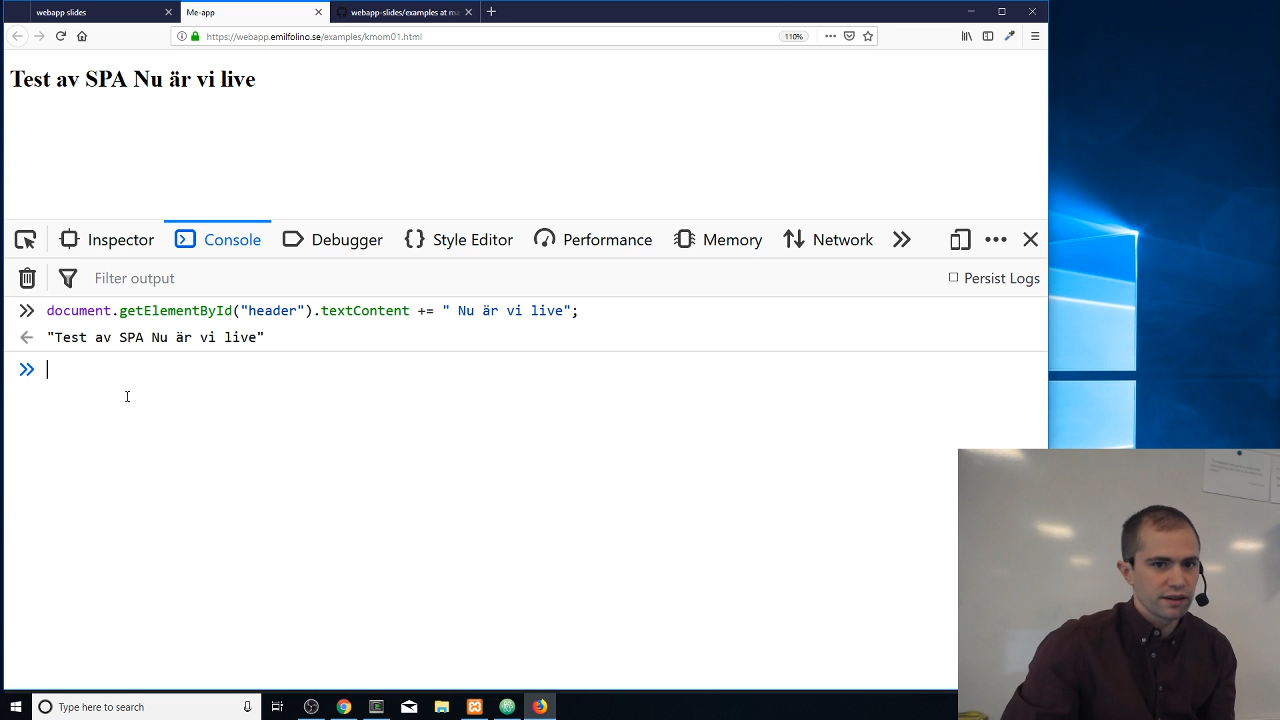 webapp slides
Me-app
webapp-slides/examples at ma
https://webapp.emilfolino.se/examples/kmom01.html
110%
Test av SPA Nu är vi live
Inspector
Console
Debugger
Style Editor
Performance
Memory
Network
Filter output
Persist Logs
document.getElementById("header").textContent += " Nu är vi live";
"Test av SPA Nu är vi live"
Type here to search